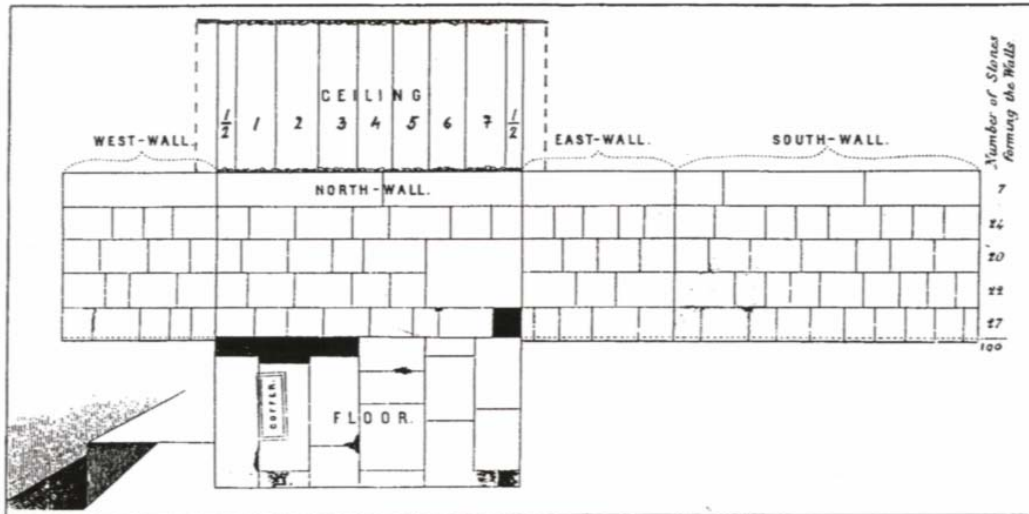 CEILING
½ 1 2 3 4 5 6 7 ½
WEST-WALL.
EAST-WALL.
SOUTH-WALL.
Number of Stones
forming the Walls
NORTH-WALL.
7
24
20
22
27
100
COFFER.
FLOOR.